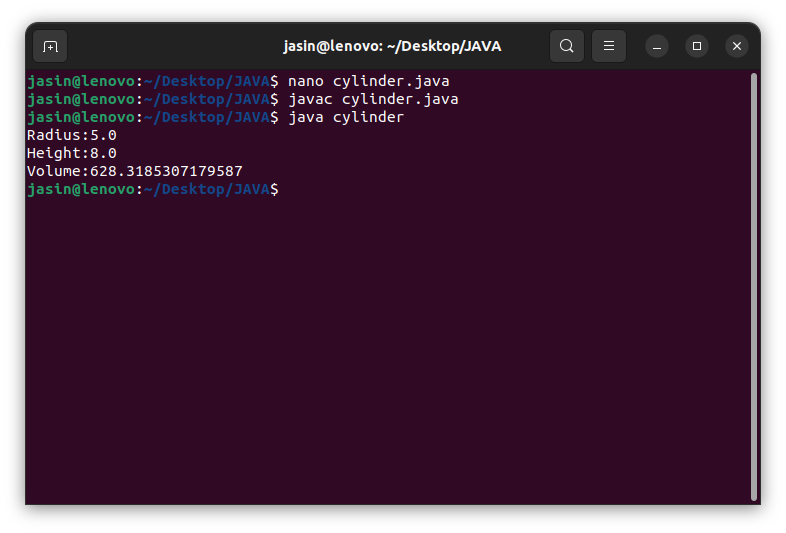 jasin@lenovo: ~/Desktop/JAVA
jasin@lenovo:~/Desktop/JAVA$ nano cylinder.java
jasin@lenovo:~/Desktop/JAVA$ javac cylinder.java
jasin@lenovo:~/Desktop/JAVA$ java cylinder
Radius:5.0
Height:8.0
Volume:628.3185307179587
jasin@lenovo:~/Desktop/JAVA$